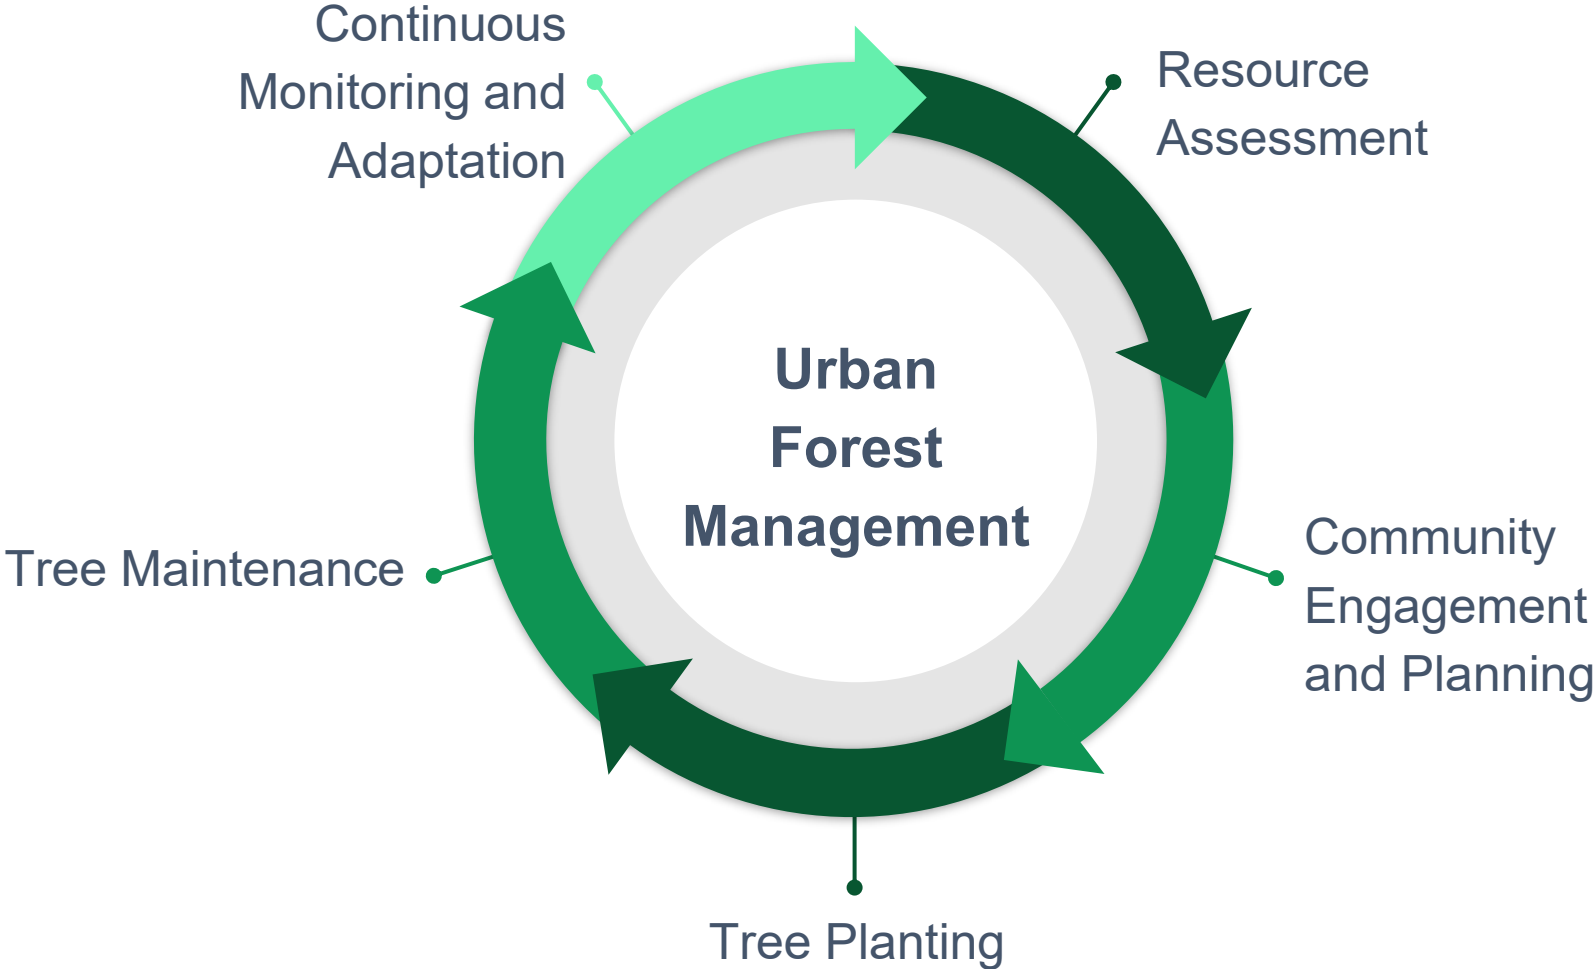 Continuous
Monitoring and
Adaptation
Resource
Assessment
Urban
Forest
Management
Tree Maintenance
Community
Engagement
and Planning
Tree Planting